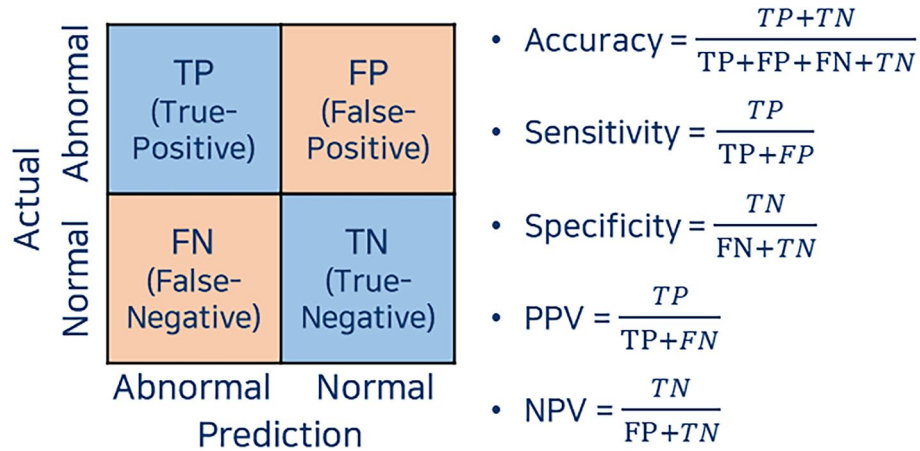 Actual
Abnormal
Normal
TP
(True-
Positive)
FP
(False-
Positive)
FN
(False-
Negative)
TN
(True-
Negative)
Abnormal Normal
Prediction
• Accuracy = TP+TN / TP+FP+FN+TN
• Sensitivity = TP / TP+FP
• Specificity = TN / FN+TN
• PPV = TP / TP+FN
• NPV = TN / FP+TN